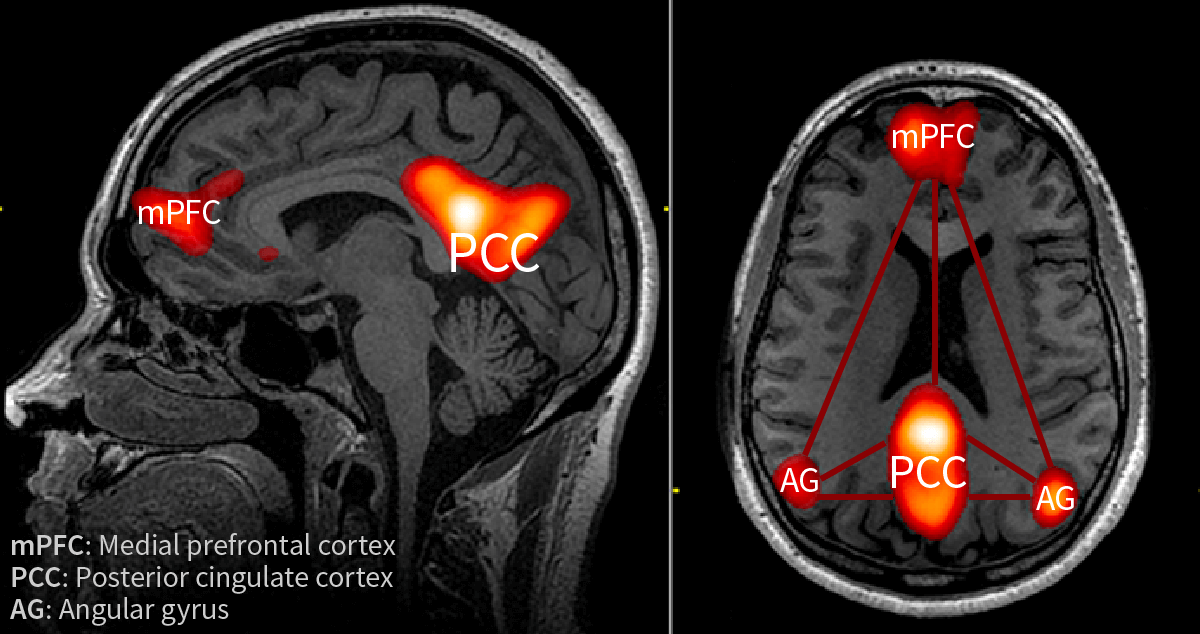 mPFC
PCC
mPFC
PCC
AG
AG
mPFC: Medial prefrontal cortex
PCC: Posterior cingulate cortex
AG: Angular gyrus